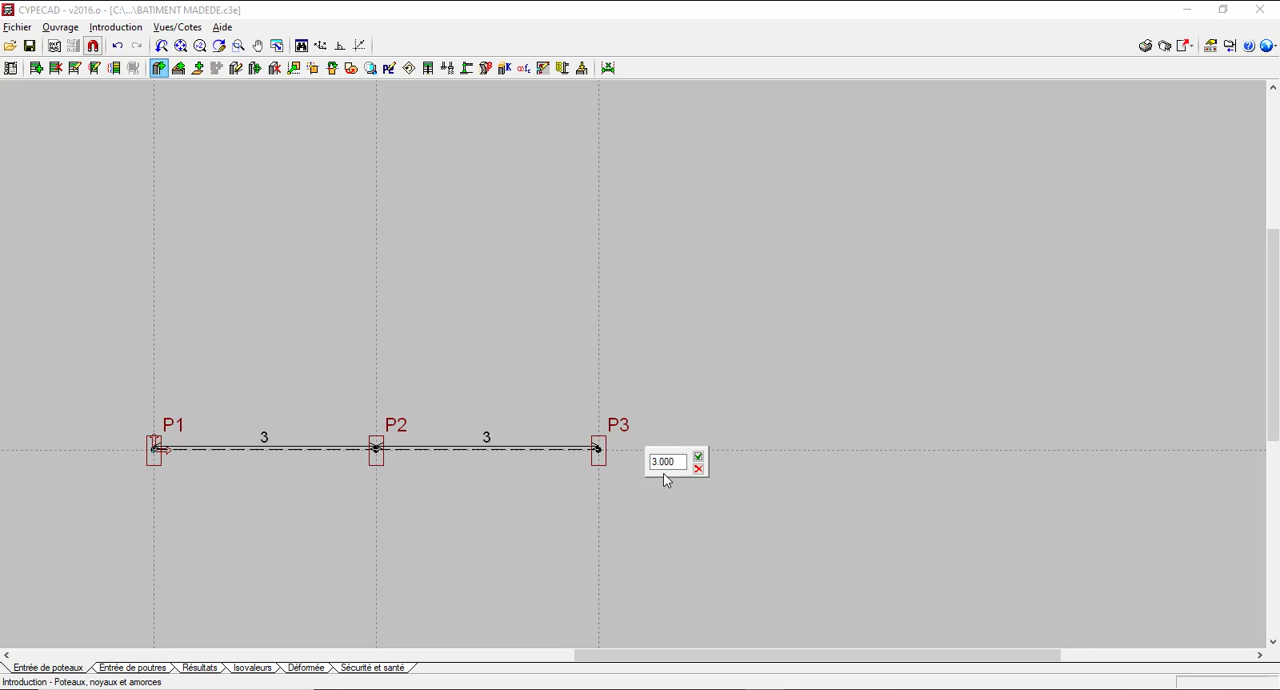 CYPECAD - v2016.o - [C:\...\BATIMENT MADEDE.c3e]
Fichier Ouvrage Introduction Vues/Cotes Aide
P1 P2 P3
3 3
3.000
Entrée de poteaux Entrée de poutres Résultats Isovaleurs Déformée Sécurité et santé
Introduction - Poteaux, noyaux et amorces